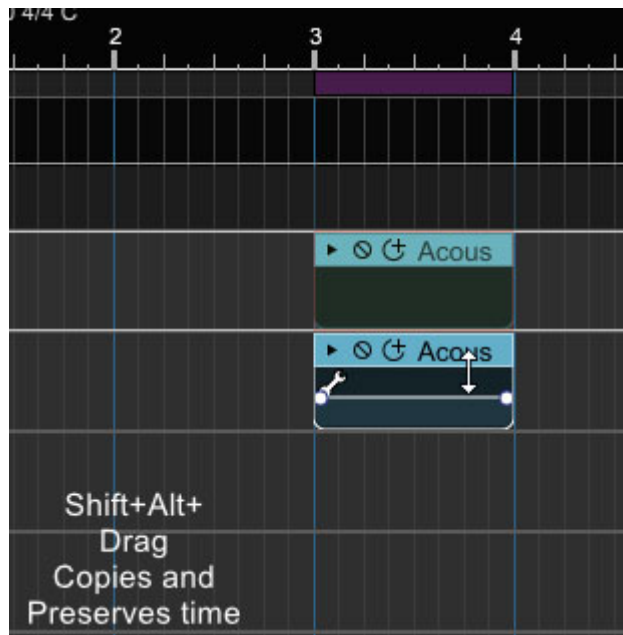 4/4 C
2 3 4
Acous
Acous
Shift+Alt+
Drag
Copies and
Preserves time